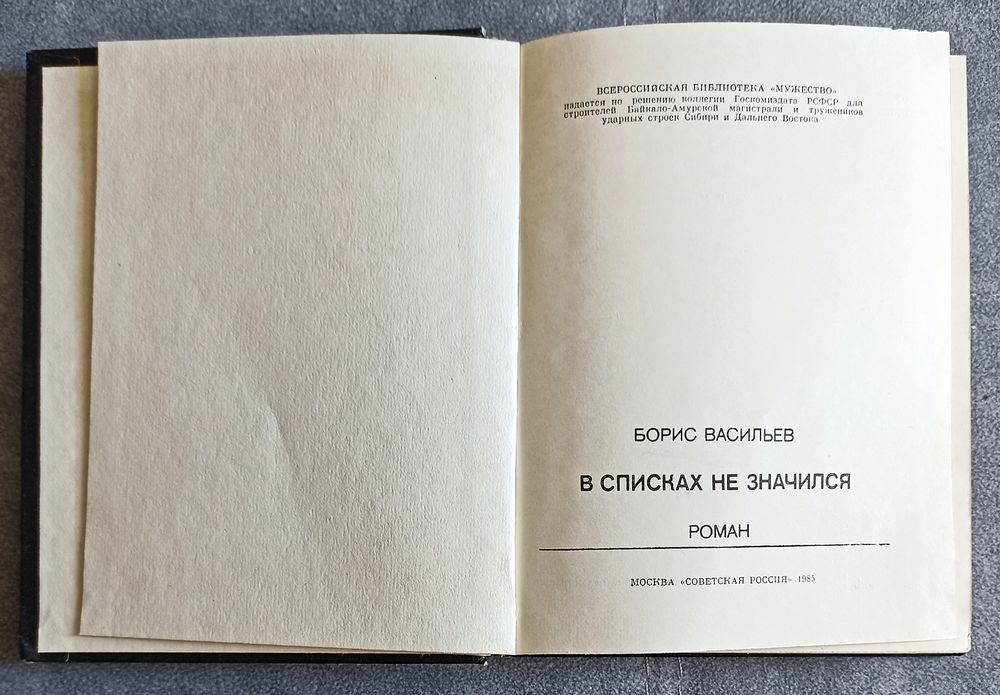 ВСЕРОССИЙСКАЯ БИБЛИОТЕКА «МУЖЕСТВО»
издается по решению коллегии Госкомиздата РСФСР для
строителей Байкало-Амурской магистрали и тружеников
ударных строек Сибири и Дальнего Востока
БОРИС ВАСИЛЬЕВ
В СПИСКАХ НЕ ЗНАЧИЛСЯ
РОМАН
МОСКВА «СОВЕТСКАЯ РОССИЯ» 1985